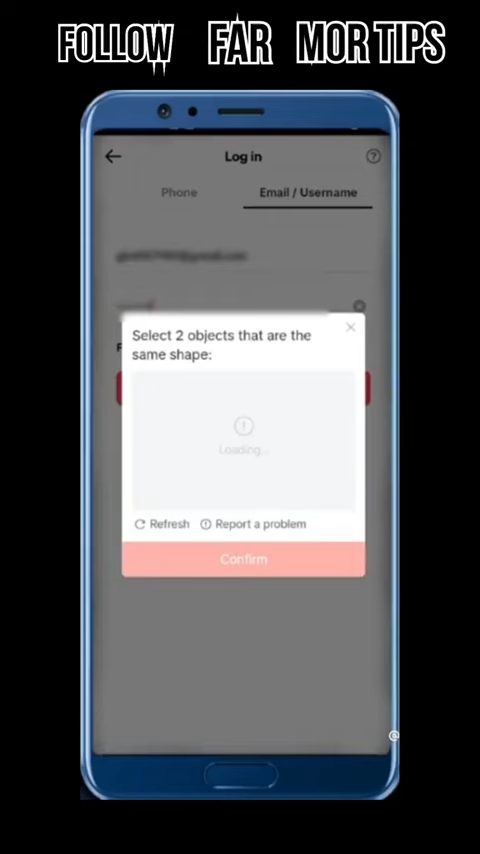 FOLLOW FAR MOR TIPS
Log in
Phone Email / Username
Select 2 objects that are the
same shape:
Loading...
Refresh Report a problem
Confirm
@